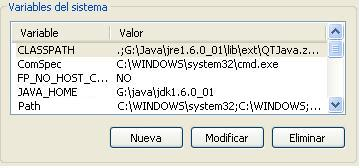 Variables del sistema
Variable Valor
CLASSPATH .;G:\Java\jre1.6.0_01\lib\ext\QTJava.z...
ComSpec C:\WINDOWS\system32\cmd.exe
FP_NO_HOST_C... NO
JAVA_HOME G:\java\jdk1.6.0_01
Path C:\WINDOWS\system32;C:\WINDOWS;...
Nueva Modificar Eliminar